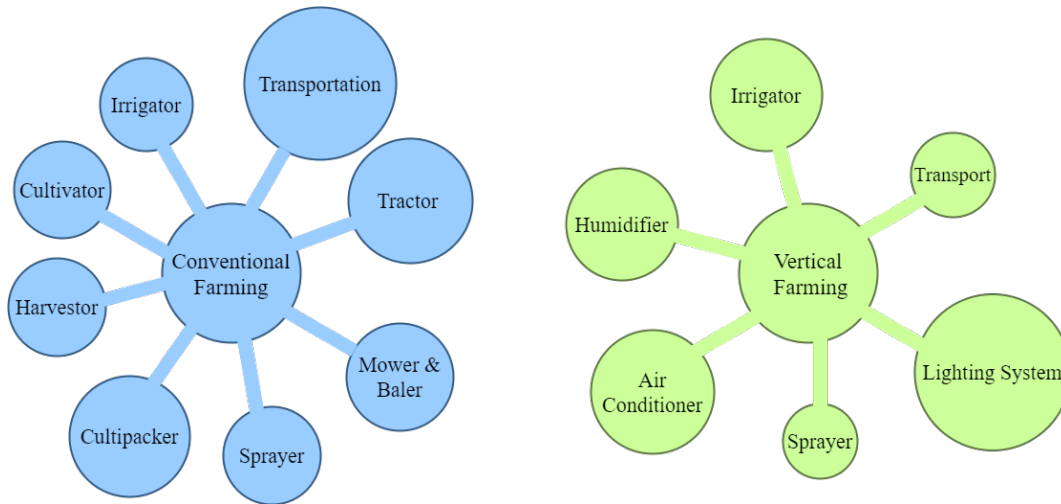 Transportation
Irrigator
Cultivator
Tractor
Conventional
Farming
Harvestor
Mower &
Baler
Cultipacker
Sprayer
Irrigator
Transport
Humidifier
Vertical
Farming
Lighting System
Air
Conditioner
Sprayer